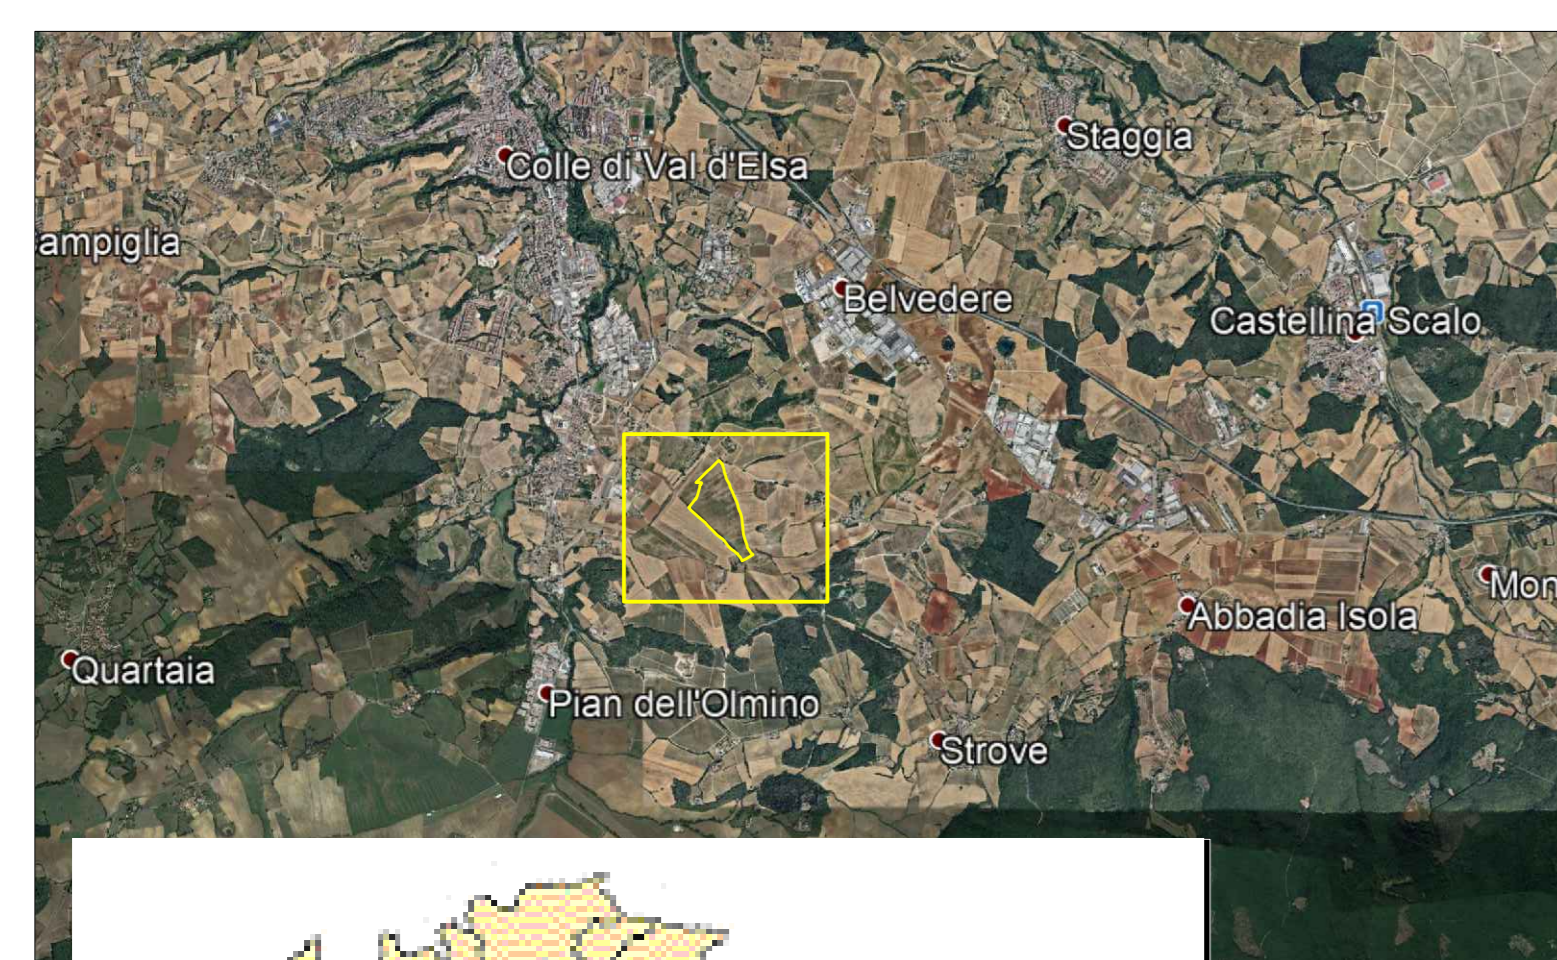 Staggia
Colle di Val d'Elsa
ampiglia
Belvedere
Castellina Scalo
Mon
Abbadia Isola
Quartaia
Pian dell'Olmino
Strove